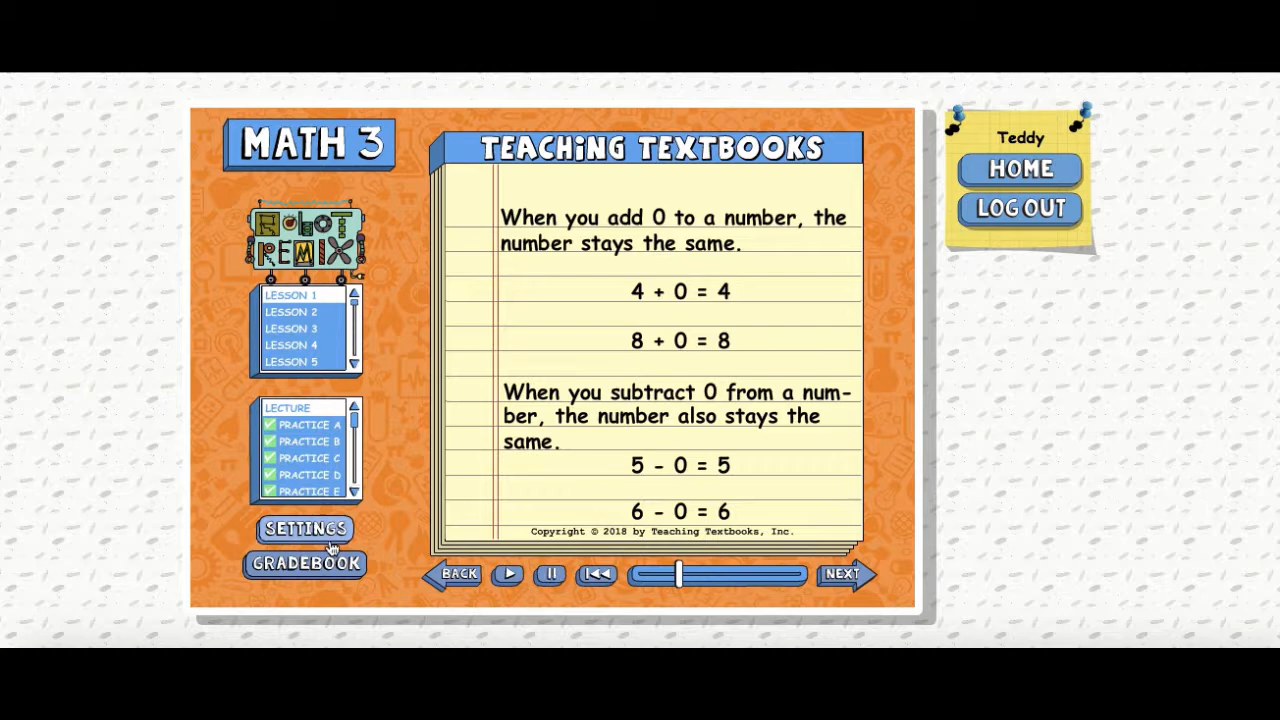 MATH 3
ROBOT
REMIX
LESSON 1
LESSON 2
LESSON 3
LESSON 4
LESSON 5
LECTURE
PRACTICE A
PRACTICE B
PRACTICE C
PRACTICE D
PRACTICE E
SETTINGS
GRADEBOOK
TEACHiNG TEXTBOOKS
When you add 0 to a number, the
number stays the same.
4 + 0 = 4
8 + 0 = 8
When you subtract 0 from a num-
ber, the number also stays the
same.
5 - 0 = 5
6 - 0 = 6
Copyright © 2018 by Teaching Textbooks, Inc.
BACK
NEXT
Teddy
HOME
LOG OUT